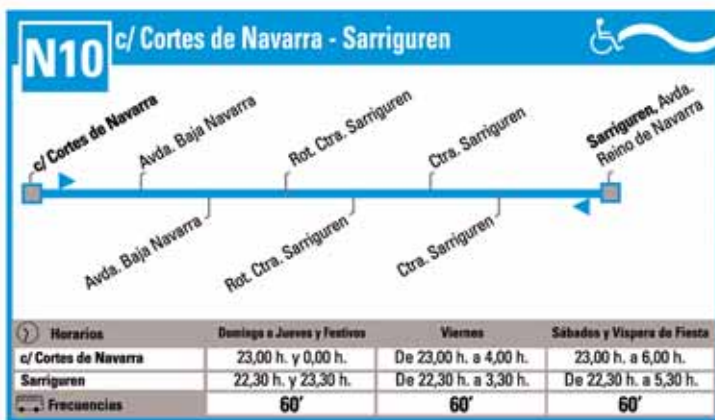 N10
c/ Cortes de Navarra - Sarriguren
c/ Cortes de Navarra
Avda. Baja Navarra
Rot. Ctra. Sarriguren
Ctra. Sarriguren
Sarriguren, Avda.
Reino de Navarra
Avda. Baja Navarra
Rot. Ctra. Sarriguren
Ctra. Sarriguren
Horarios Domingo a Jueves y Festivos Viernes Sábados y Víspera de Fiesta
c/ Cortes de Navarra 23,00 h. y 0,00 h. De 23,00 h. a 4,00 h. 23,00 h. a 6,00 h.
Sarriguren 22,30 h. y 23,30 h. De 22,30 h. a 3,30 h. De 22,30 h. a 5,30 h.
Frecuencias 60’ 60’ 60’